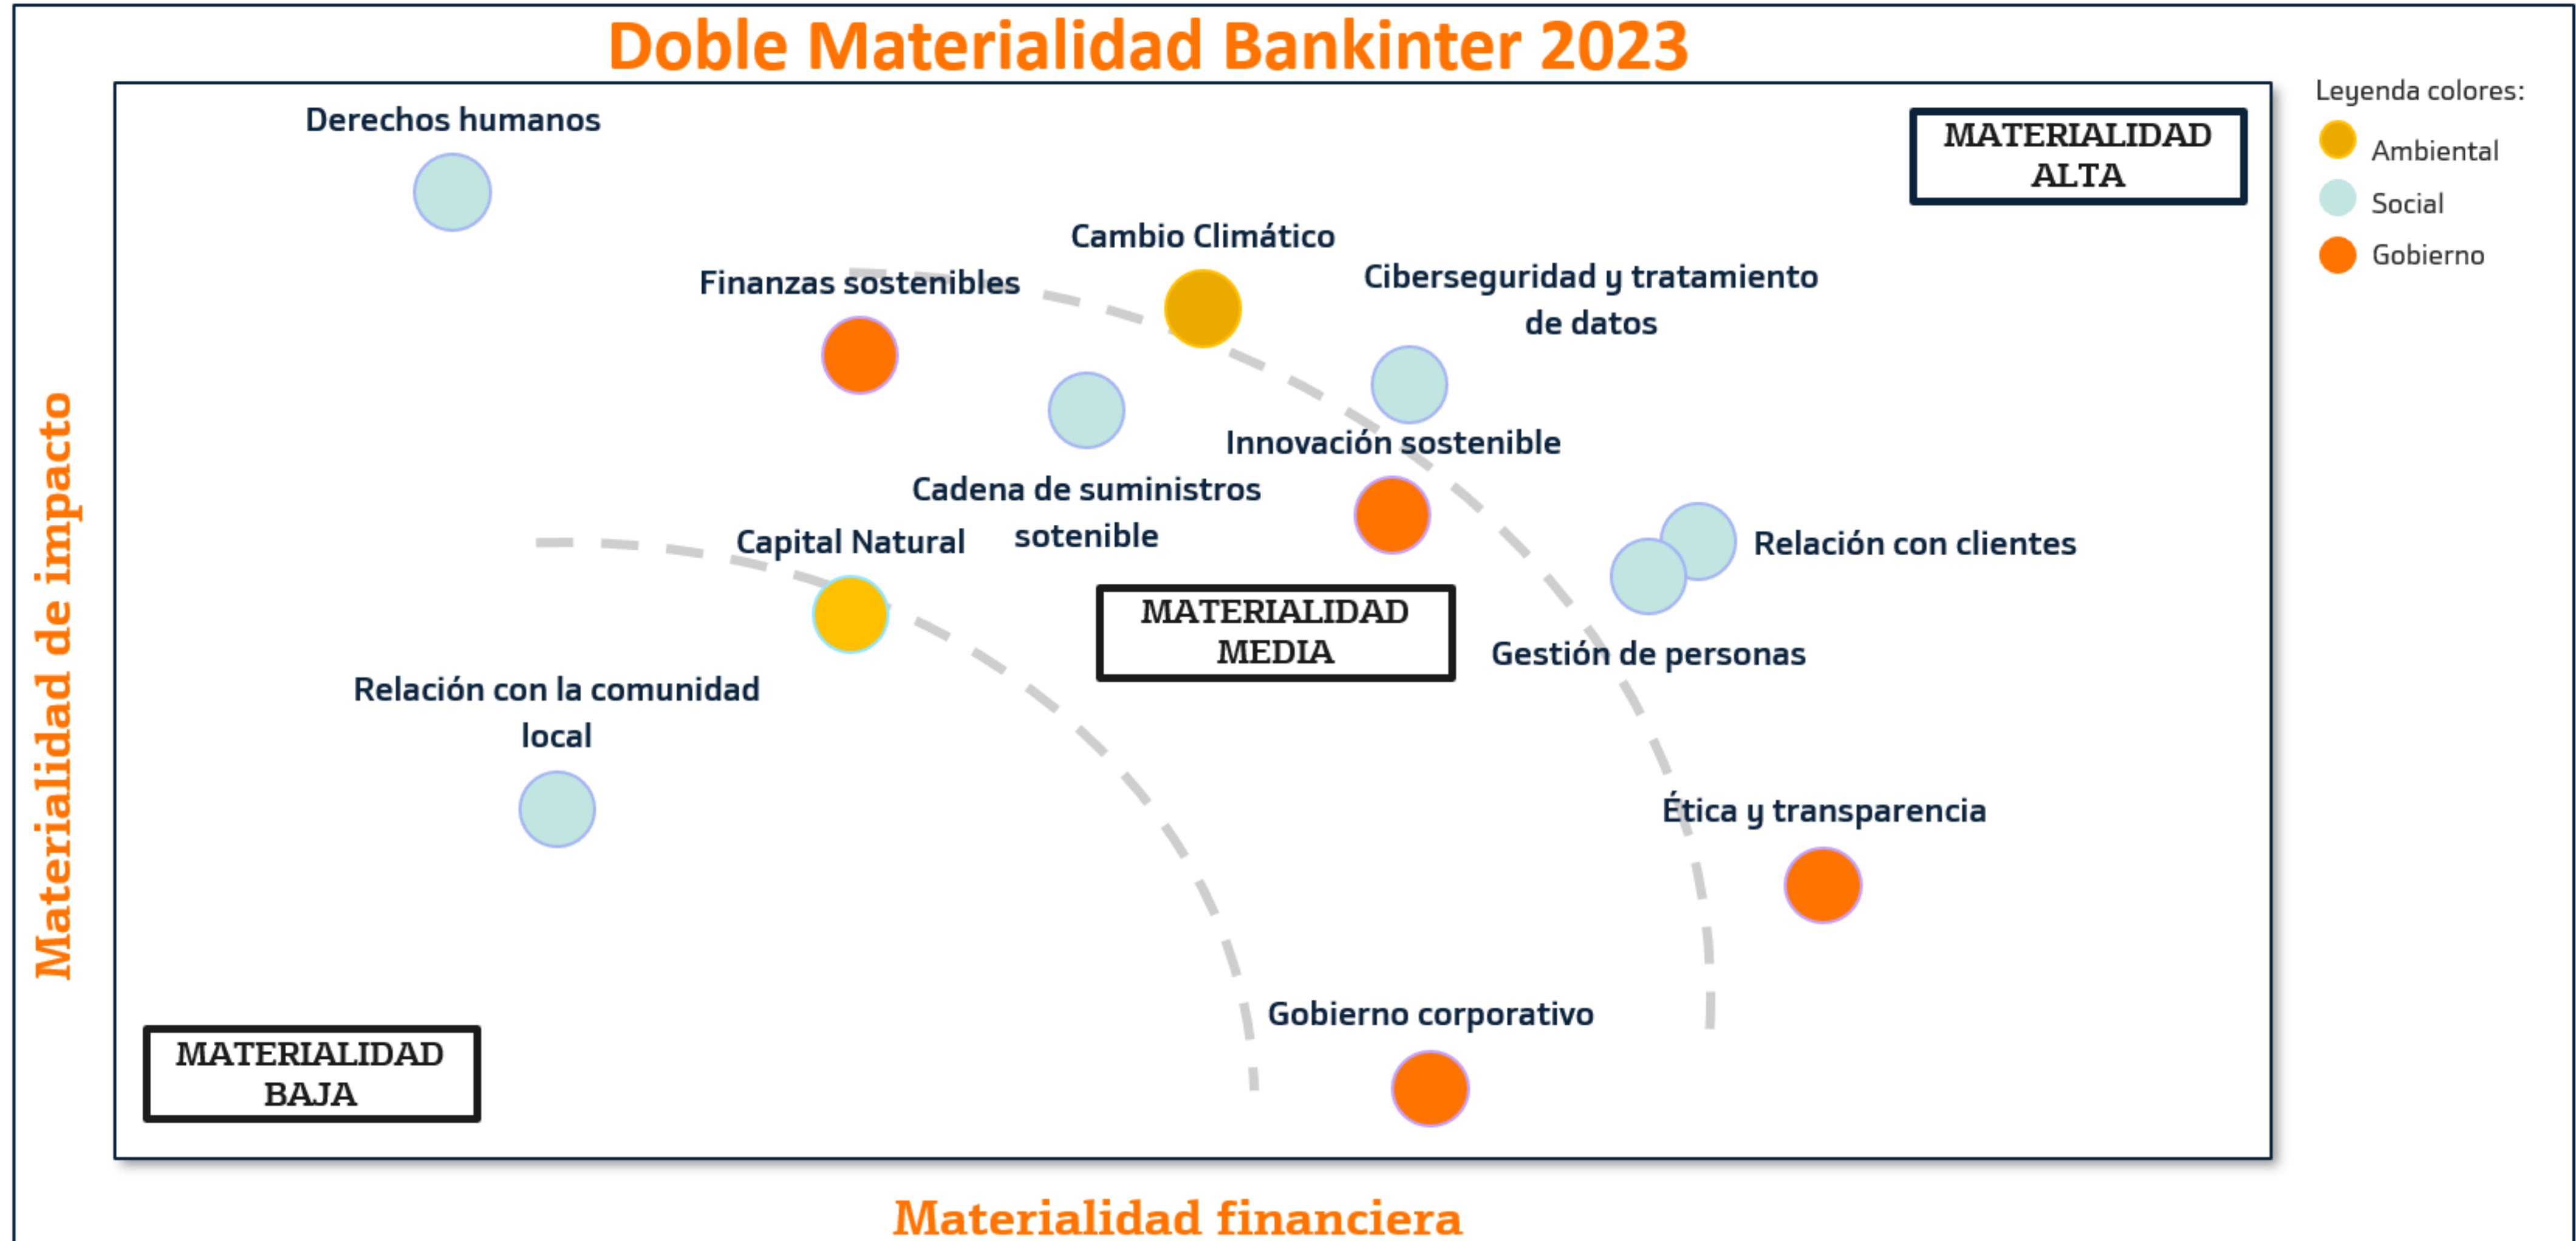 Doble Materialidad Bankinter 2023
Leyenda colores:
Ambiental
Social
Gobierno
MATERIALIDAD
ALTA
Derechos humanos
Cambio Climático
Finanzas sostenibles
Ciberseguridad y tratamiento
de datos
Innovación sostenible
Cadena de suministros
sotenible
Capital Natural
Relación con clientes
MATERIALIDAD
MEDIA
Gestión de personas
Relación con la comunidad
local
Ética y transparencia
Gobierno corporativo
MATERIALIDAD
BAJA
Materialidad de impacto
Materialidad financiera